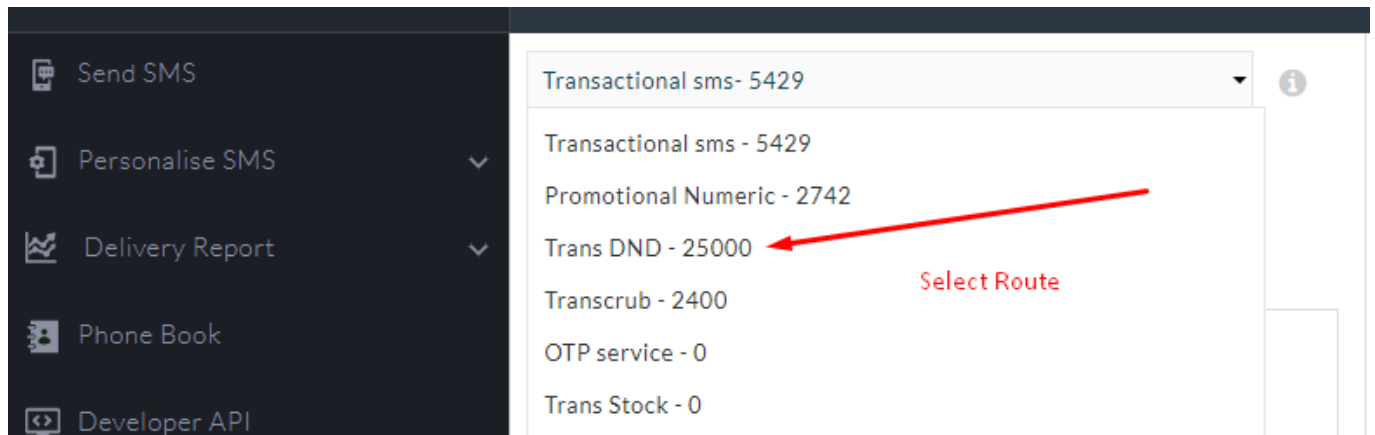 Send SMS
Personalise SMS
Delivery Report
Phone Book
Developer API
Transactional sms- 5429
Transactional sms - 5429
Promotional Numeric - 2742
Trans DND - 25000
Select Route
Transcrub - 2400
OTP service - 0
Trans Stock - 0